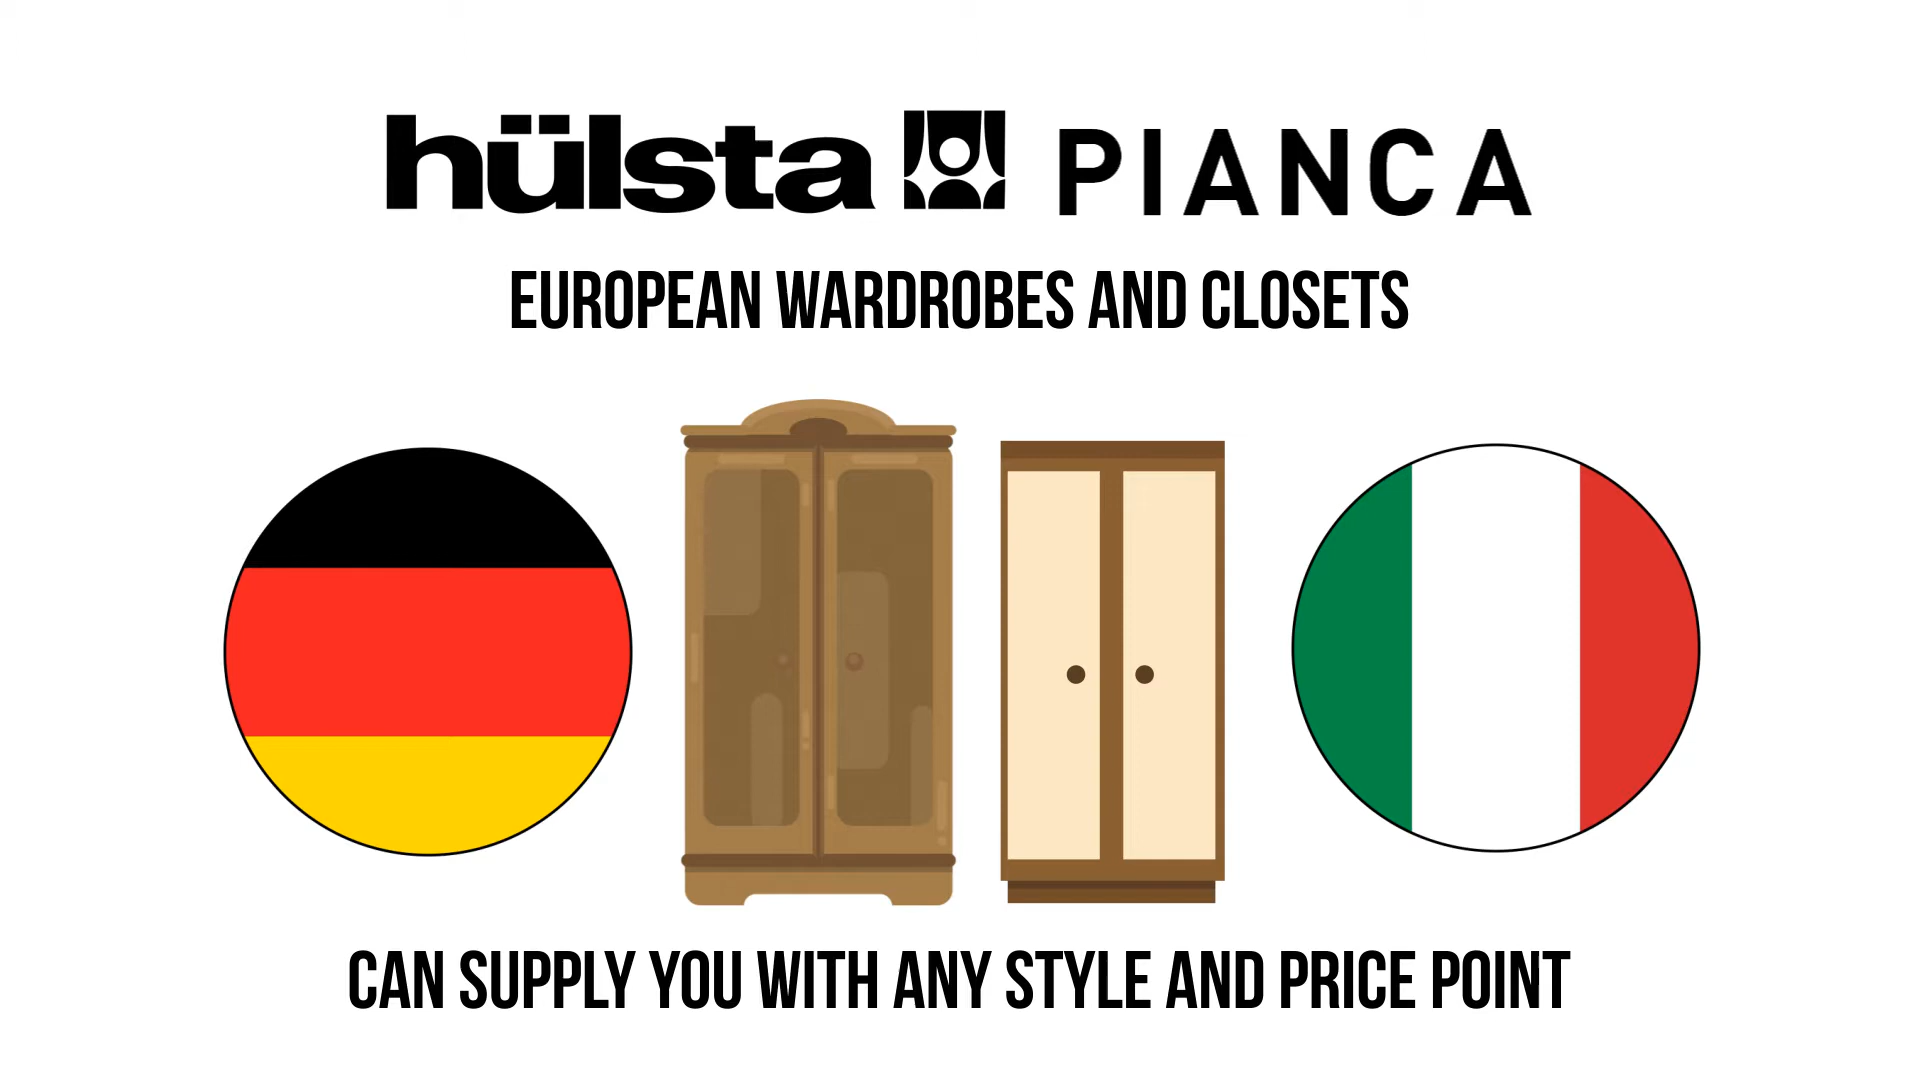 hülsta PIANCA
EUROPEAN WARDROBES AND CLOSETS
CAN SUPPLY YOU WITH ANY STYLE AND PRICE POINT